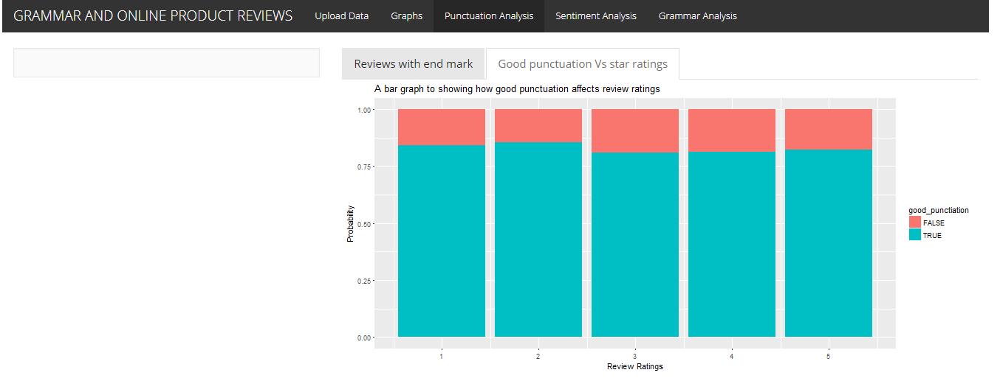 GRAMMAR AND ONLINE PRODUCT REVIEWS Upload Data Graphs Punctuation Analysis Sentiment Analysis Grammar Analysis
Reviews with end mark Good punctuation Vs star ratings
A bar graph to showing how good punctuation affects review ratings
1.00
0.75
0.50
0.25
0.00
Probability
1 2 3 4 5
Review Ratings
good_punctiation
FALSE
TRUE